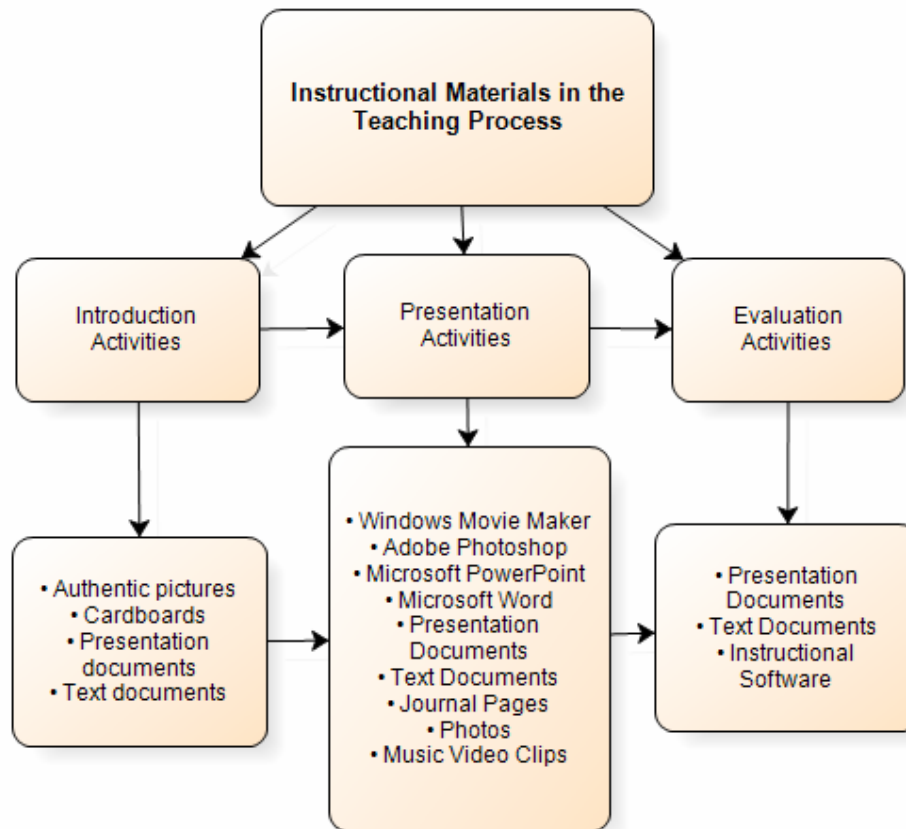 Instructional Materials in the
Teaching Process
Introduction
Activities
Presentation
Activities
Evaluation
Activities
• Authentic pictures
• Cardboards
• Presentation
documents
• Text documents
• Windows Movie Maker
• Adobe Photoshop
• Microsoft PowerPoint
• Microsoft Word
• Presentation
Documents
• Text Documents
• Journal Pages
• Photos
• Music Video Clips
• Presentation
Documents
• Text Documents
• Instructional
Software